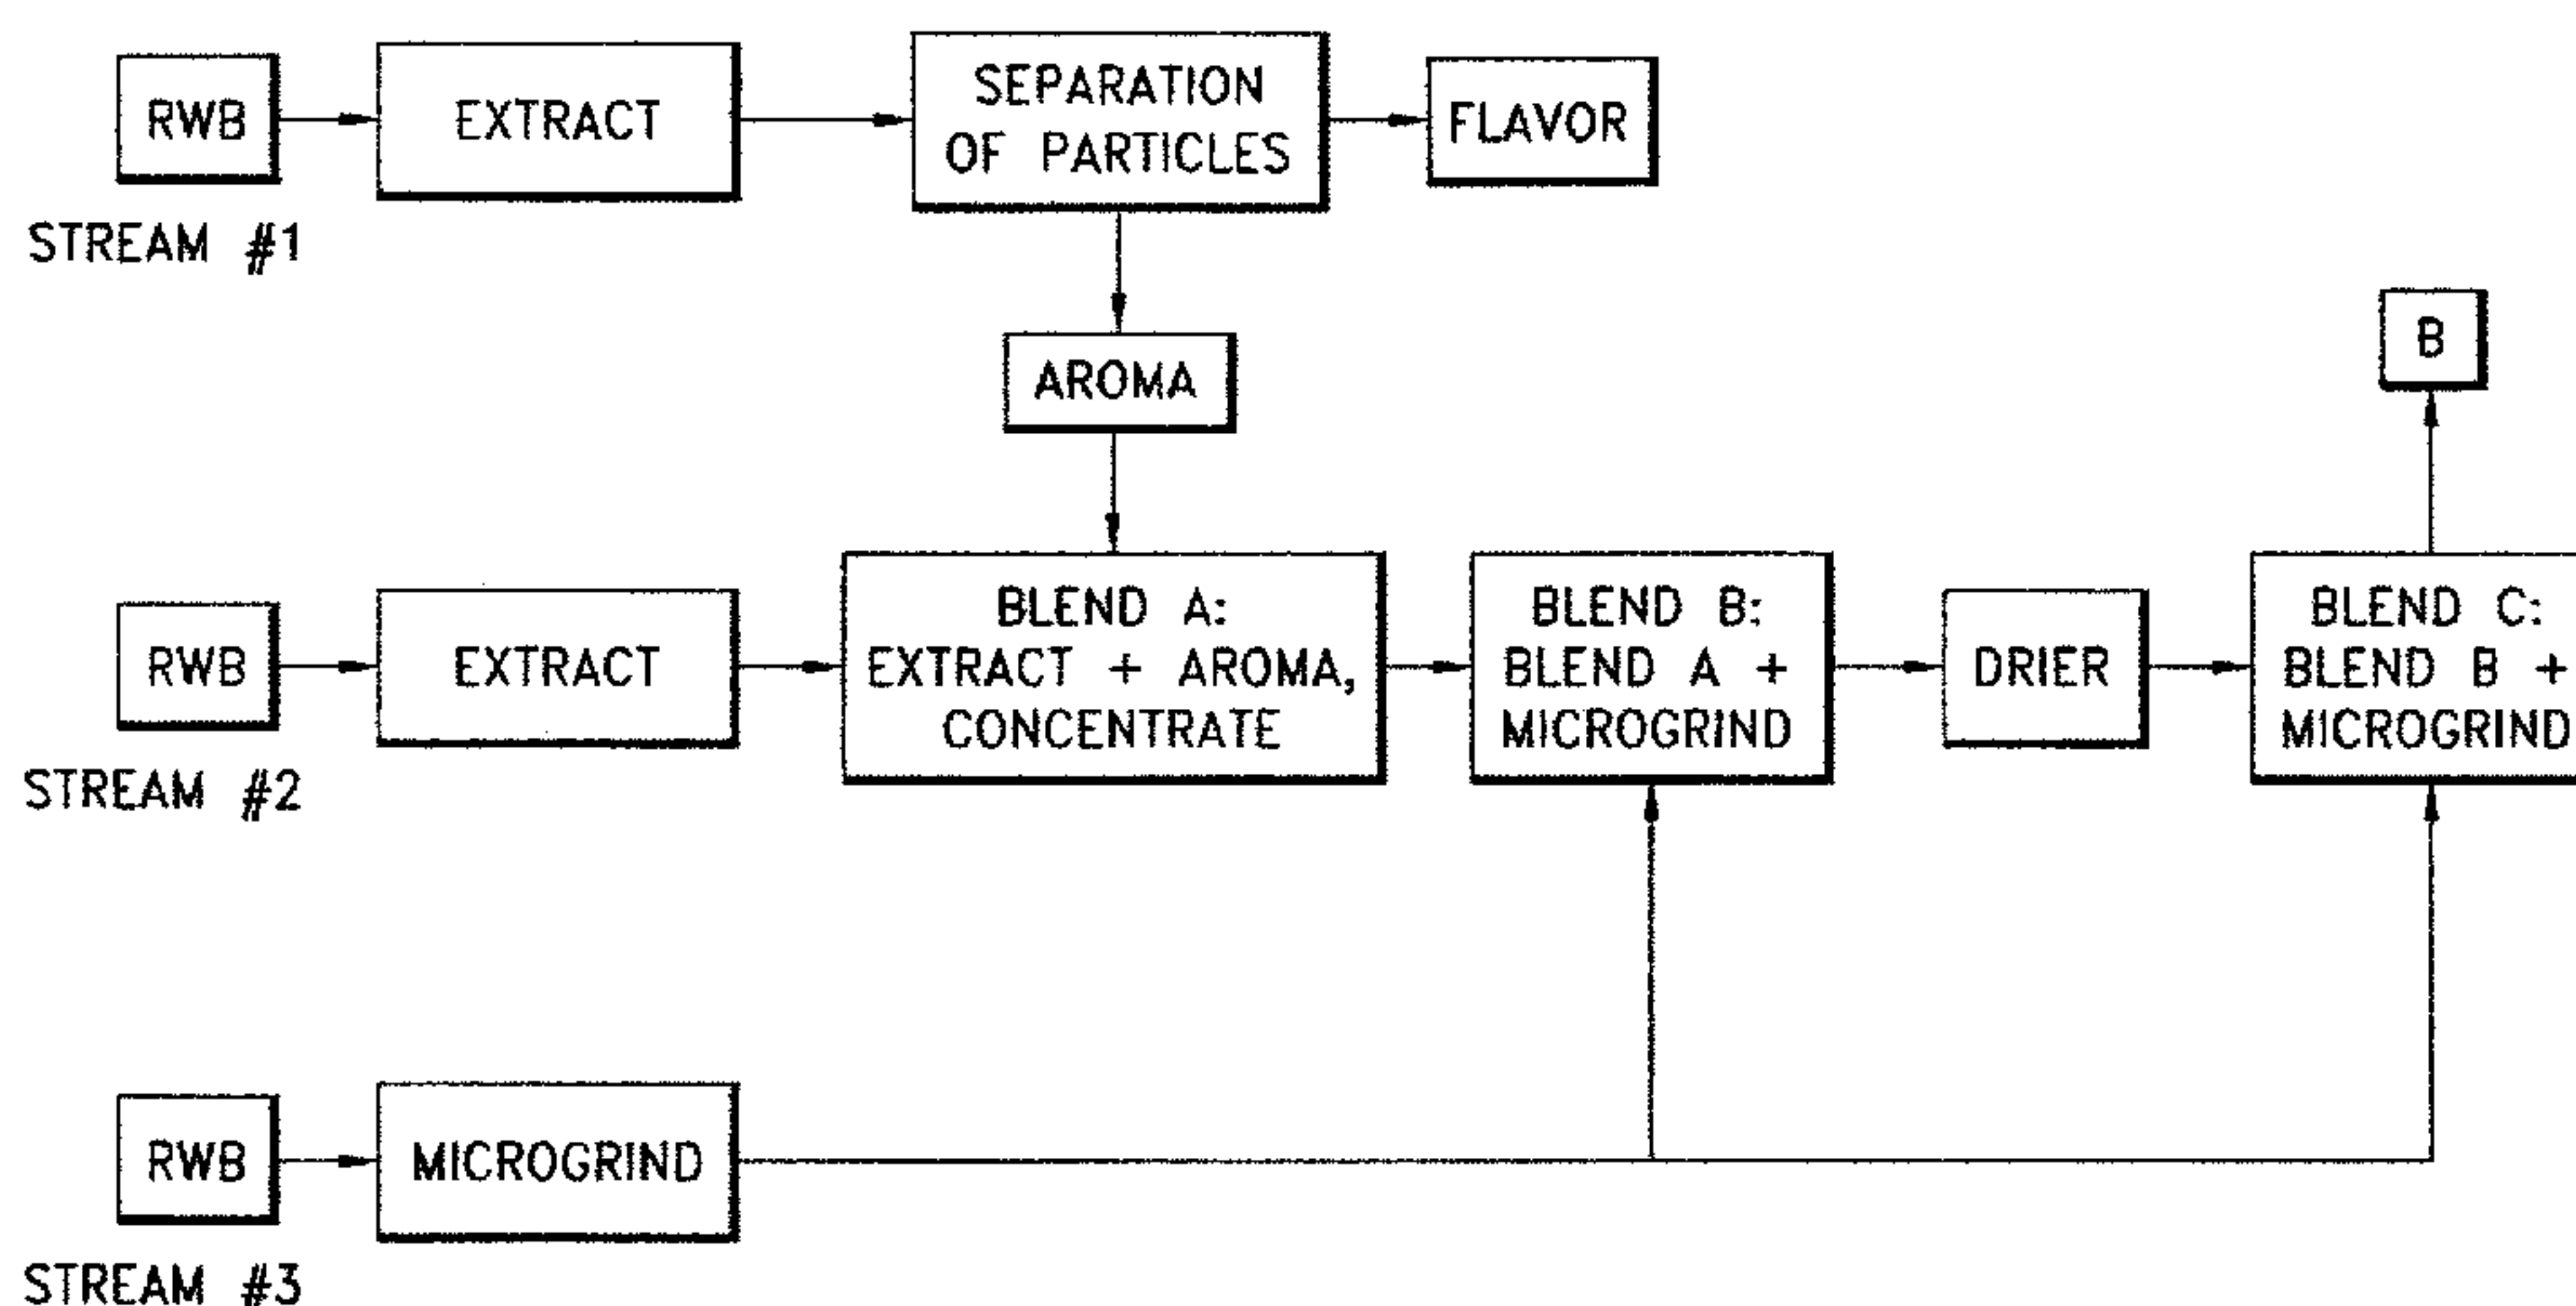 RWB
EXTRACT
SEPARATION
OF PARTICLES
FLAVOR
STREAM #1
AROMA
B
RWB
EXTRACT
BLEND A:
EXTRACT + AROMA,
CONCENTRATE
BLEND B:
BLEND A +
MICROGRIND
DRIER
BLEND C:
BLEND B +
MICROGRIND
STREAM #2
RWB
MICROGRIND
STREAM #3